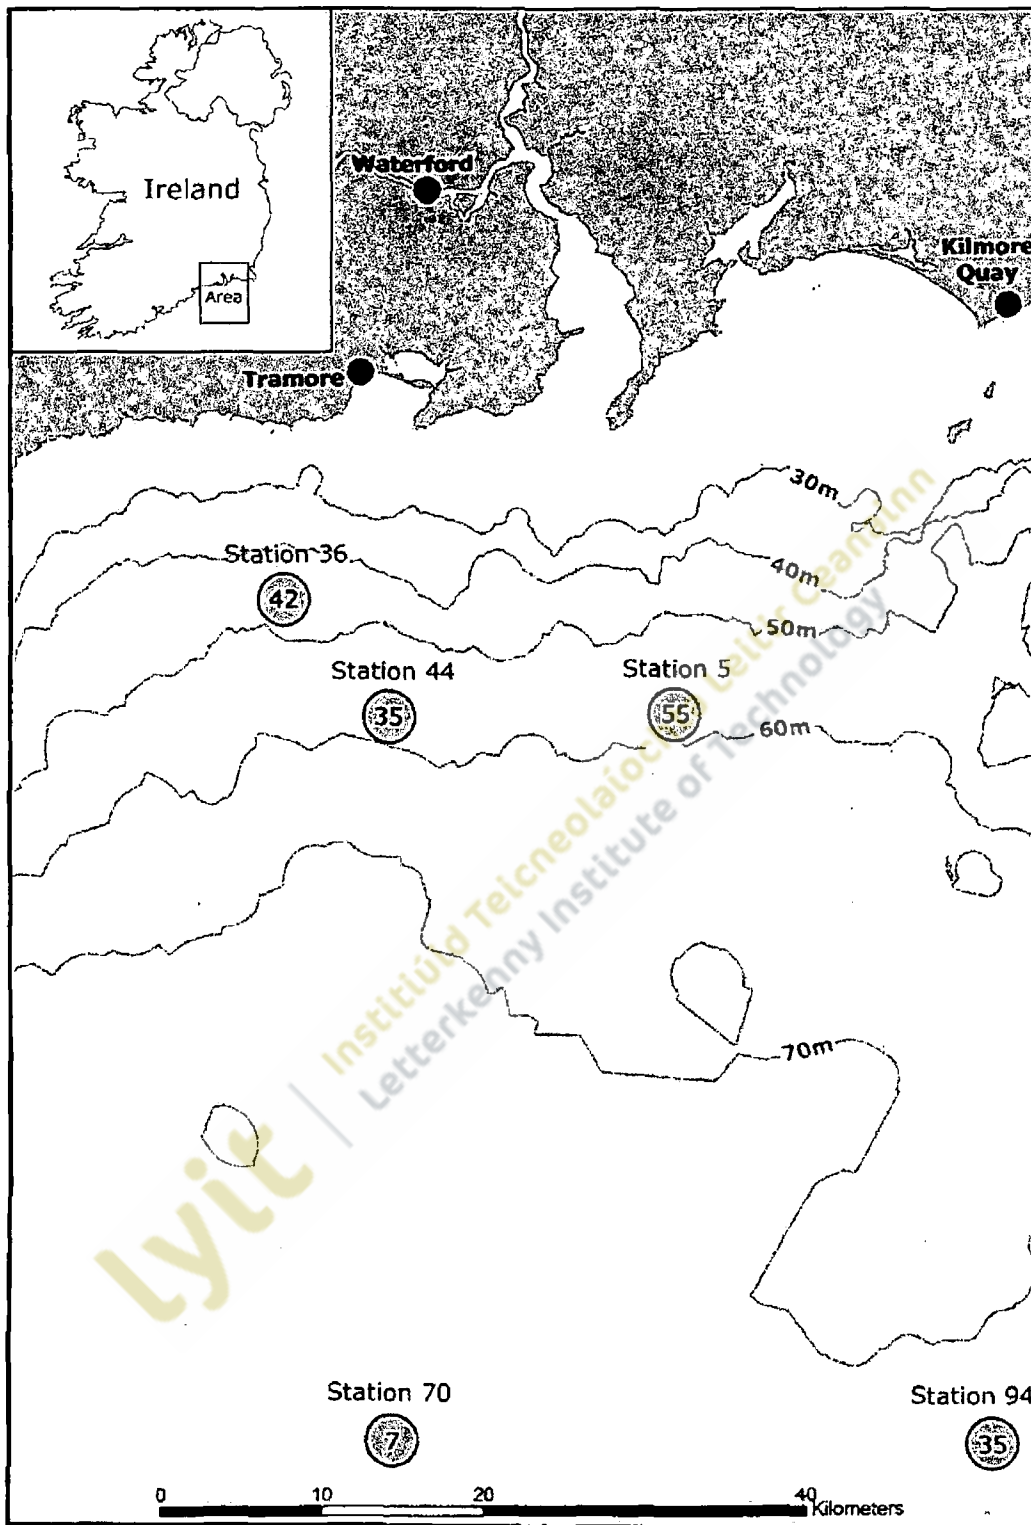 Ireland
Area
Waterford
Kilmore
Quay
Tramore
30m
Station 36
40m
42
50m
Station 44
Station 5
35
55
60m
70m
Institiúid Teicneolaíochta Leitir Ceanainn
Letterkenny Institute of Technology
lyit
Station 70
Station 94
7
35
0
10
20
40
Kilometers